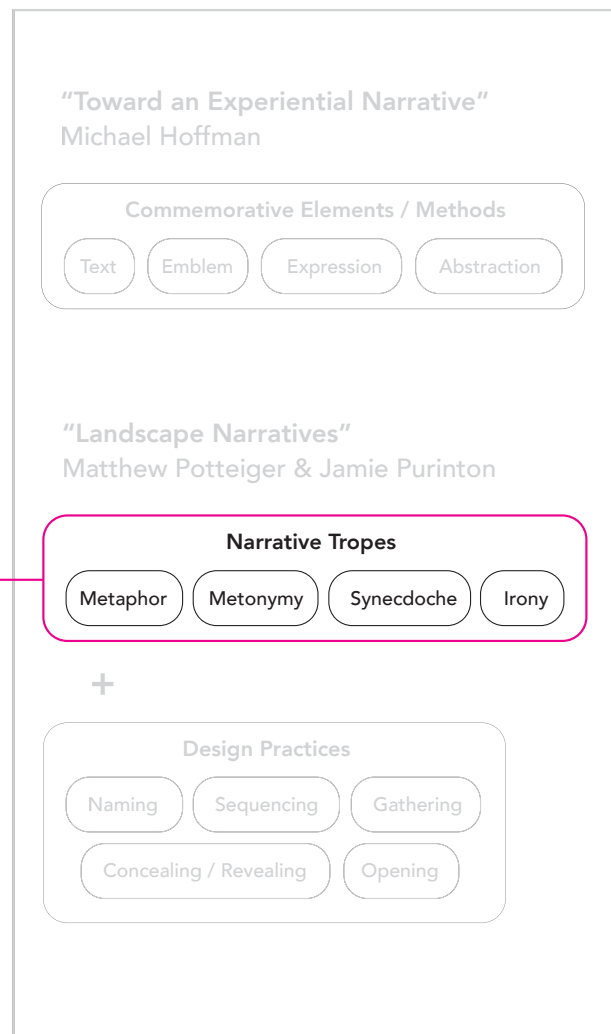 “Toward an Experiential Narrative”
Michael Hoffman
Commemorative Elements / Methods
Text Emblem Expression Abstraction
“Landscape Narratives”
Matthew Potteiger & Jamie Purinton
Narrative Tropes
Metaphor Metonymy Synecdoche Irony
+
Design Practices
Naming Sequencing Gathering
Concealing / Revealing Opening